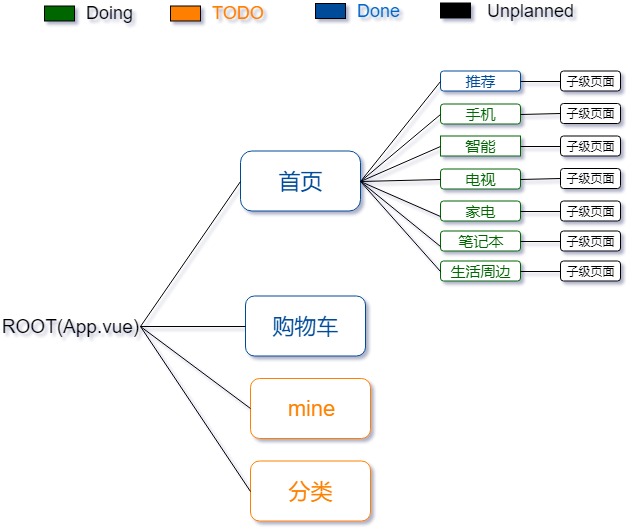 Doing
TODO
Done
Unplanned
推荐
子级页面
手机
子级页面
智能
子级页面
电视
子级页面
家电
子级页面
笔记本
子级页面
生活周边
子级页面
首页
ROOT(App.vue)
购物车
mine
分类